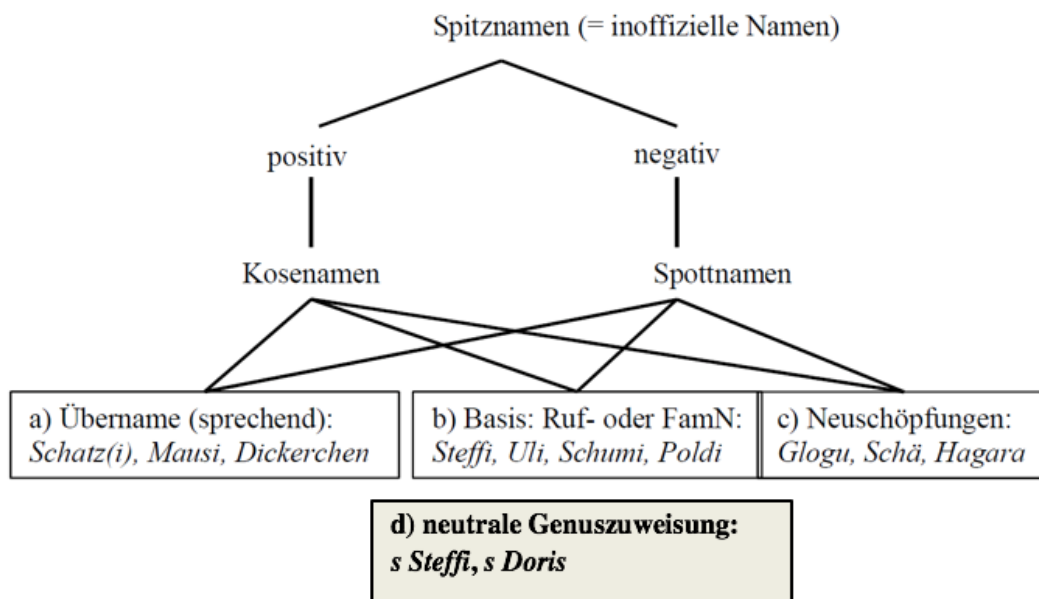 Spitznamen (= inoffizielle Namen)
positiv
negativ
Kosenamen
Spottnamen
a) Übername (sprechend):
Schatz(i), Mausi, Dickerchen
b) Basis: Ruf- oder FamN:
Steffi, Uli, Schumi, Poldi
c) Neuschöpfungen:
Glogu, Schä, Hagara
d) neutrale Genuszuweisung:
s Steffi, s Doris